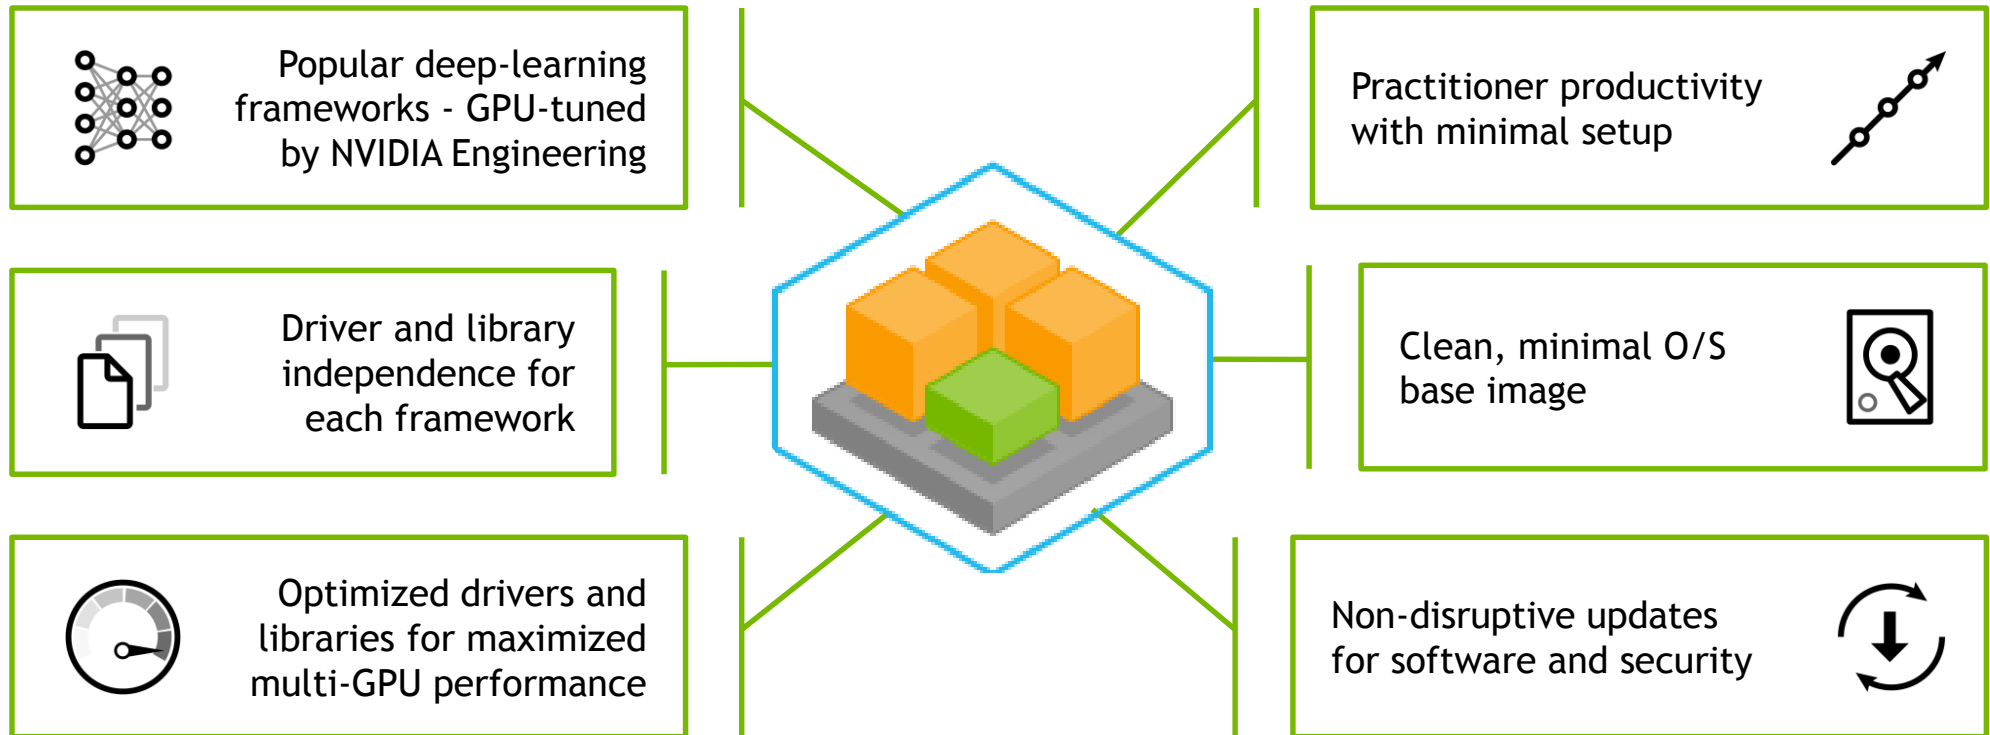 Popular deep-learning
frameworks - GPU-tuned
by NVIDIA Engineering
Practitioner productivity
with minimal setup
Driver and library
independence for
each framework
Clean, minimal O/S
base image
Optimized drivers and
libraries for maximized
multi-GPU performance
Non-disruptive updates
for software and security